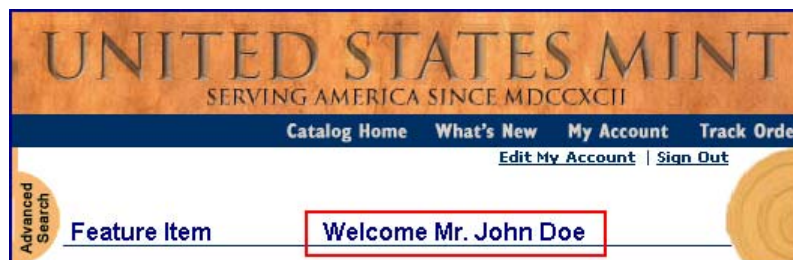 UNITED STATES MINT
SERVING AMERICA SINCE MDCCXCII
Catalog Home What's New My Account Track Orde
Edit My Account | Sign Out
Advanced
Search
Feature Item Welcome Mr. John Doe